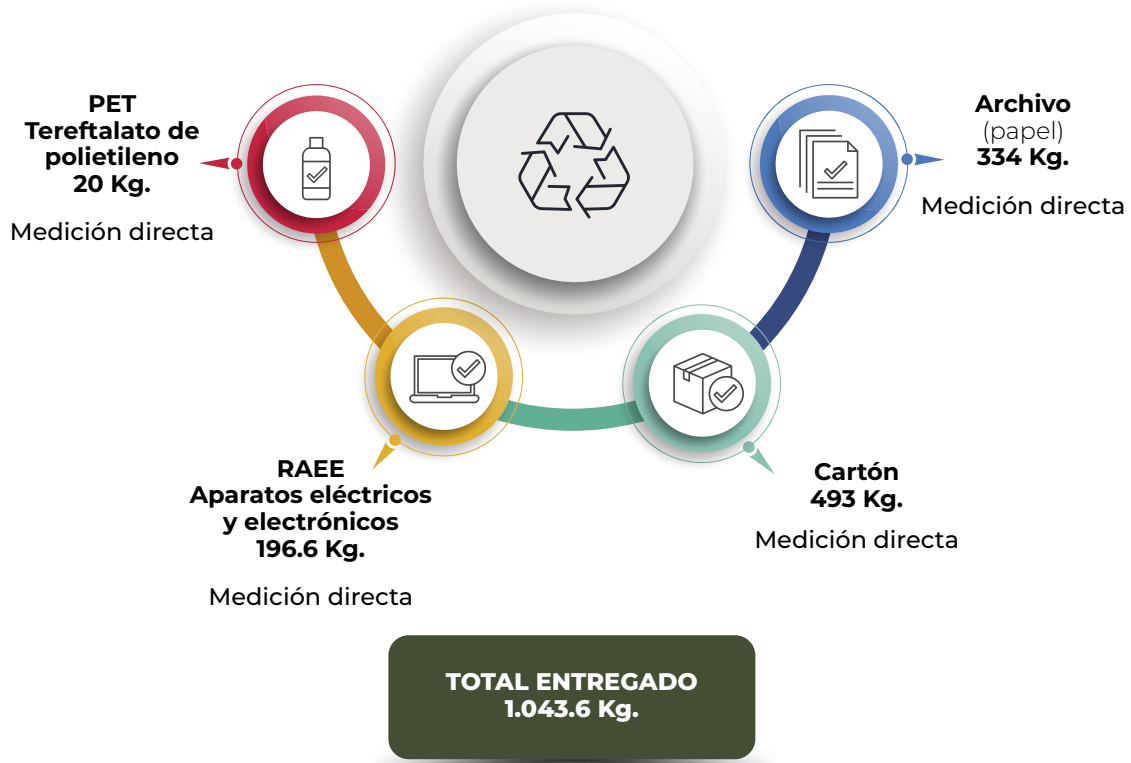 PET
Tereftalato de
polietileno
20 Kg.
Medición directa
RAEE
Aparatos eléctricos
y electrónicos
196.6 Kg.
Medición directa
Cartón
493 Kg.
Medición directa
Archivo
(papel)
334 Kg.
Medición directa
TOTAL ENTREGADO
1.043.6 Kg.